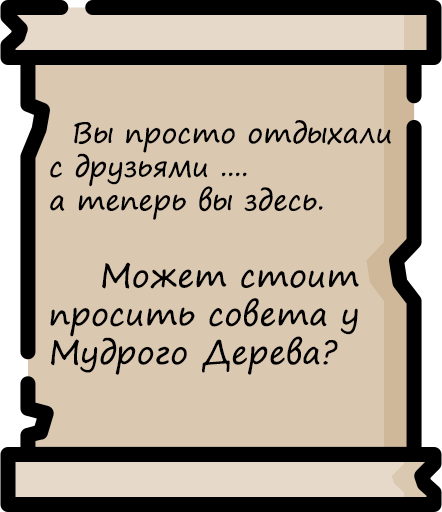 Вы просто отдыхали
с друзьями ....
а теперь вы здесь.
Может стоит
просить совета у
Мудрого Дерева?